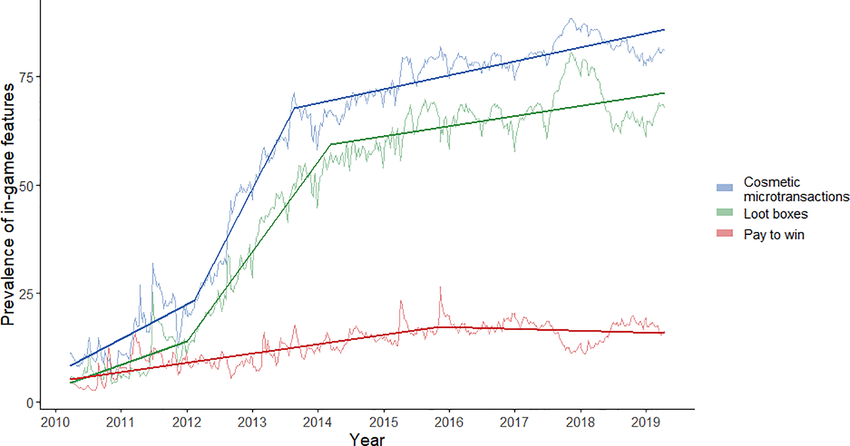 Prevalence of in-game features
75
50
25
0
2010 2011 2012 2013 2014 2015 2016 2017 2018 2019
Year
Cosmetic
microtransactions
Loot boxes
Pay to win